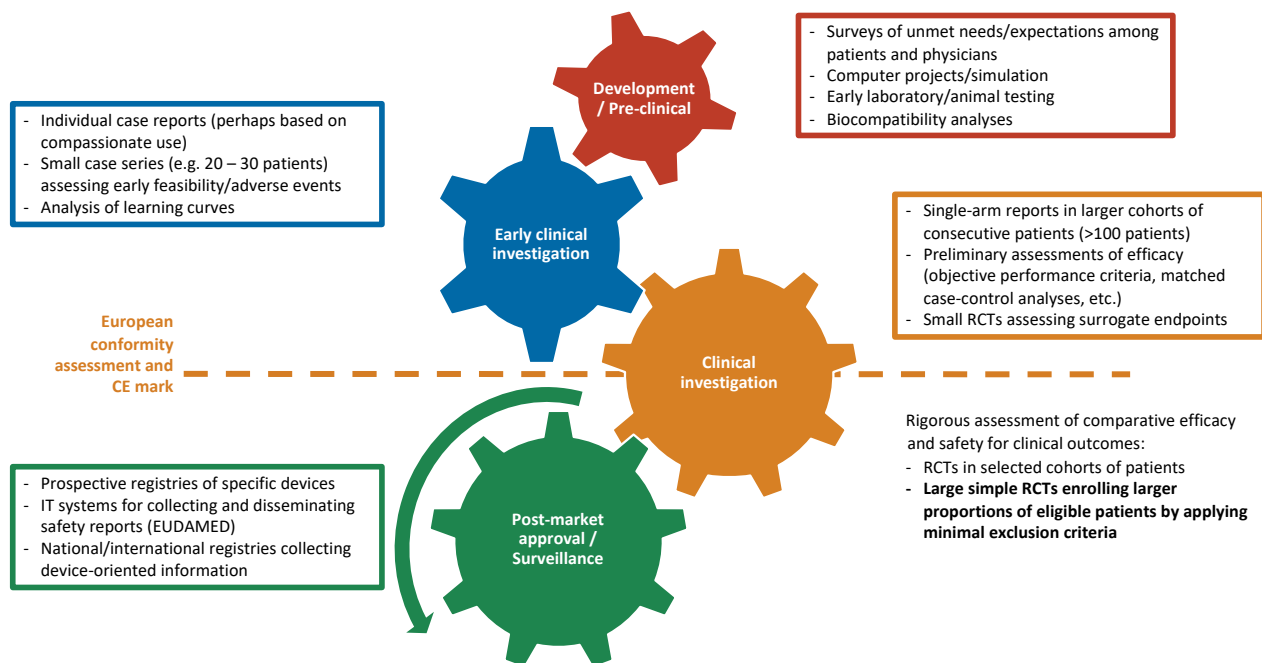 Development
/ Pre-clinical
- Surveys of unmet needs/expectations among
patients and physicians
- Computer projects/simulation
- Early laboratory/animal testing
- Biocompatibility analyses
- Individual case reports (perhaps based on
compassionate use)
- Small case series (e.g. 20 – 30 patients)
assessing early feasibility/adverse events
- Analysis of learning curves
Early clinical
investigation
- Single-arm reports in larger cohorts of
consecutive patients (>100 patients)
- Preliminary assessments of efficacy
(objective performance criteria, matched
case-control analyses, etc.)
- Small RCTs assessing surrogate endpoints
European
conformity
assessment and
CE mark
Clinical
investigation
Rigorous assessment of comparative efficacy
and safety for clinical outcomes:
- RCTs in selected cohorts of patients
- Large simple RCTs enrolling larger
proportions of eligible patients by applying
minimal exclusion criteria
- Prospective registries of specific devices
- IT systems for collecting and disseminating
safety reports (EUDAMED)
- National/international registries collecting
device-oriented information
Post-market
approval /
Surveillance